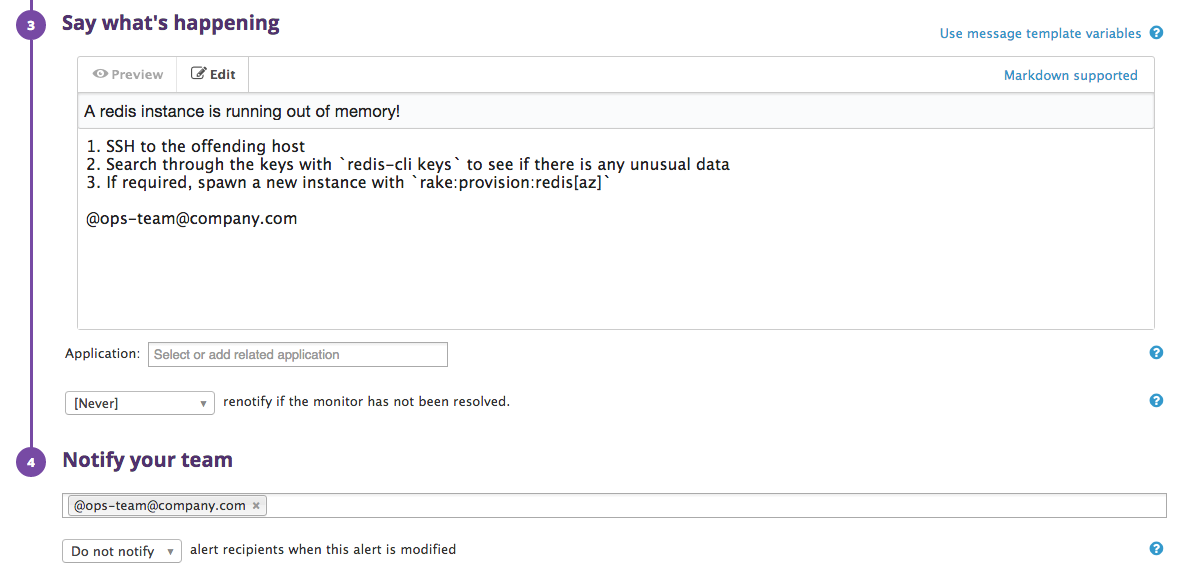 3
Say what's happening
Use message template variables ?
Preview Edit Markdown supported
A redis instance is running out of memory!
1. SSH to the offending host
2. Search through the keys with `redis-cli keys` to see if there is any unusual data
3. If required, spawn a new instance with `rake:provision:redis[az]`
@ops-team@company.com
Application: Select or add related application ?
[Never] ▼ renotify if the monitor has not been resolved. ?
4
Notify your team
@ops-team@company.com ×
Do not notify ▼ alert recipients when this alert is modified ?